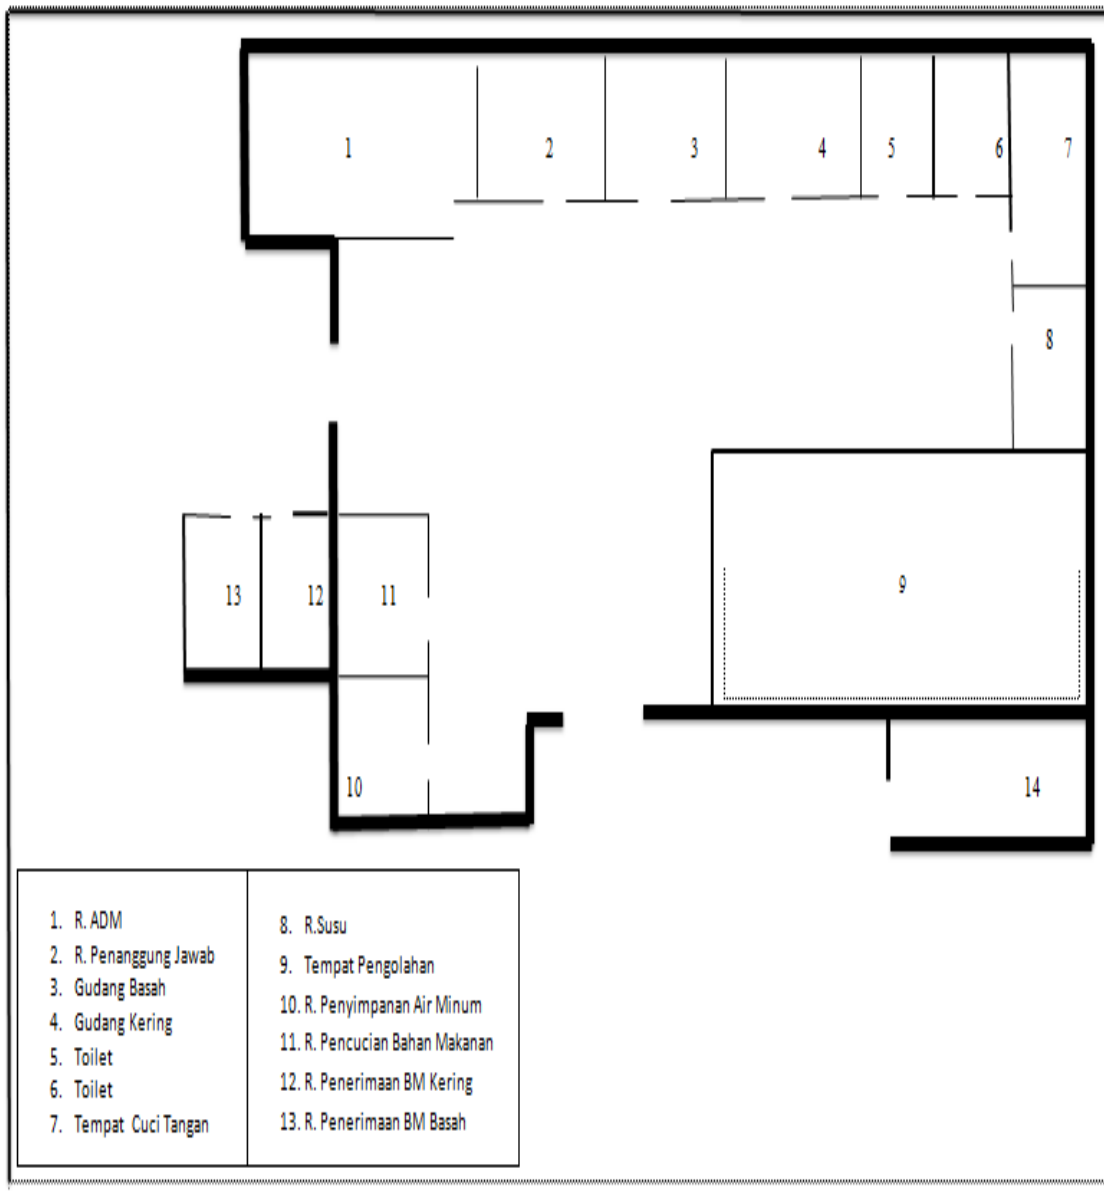 1
2
3
4
5
6
7
8
9
13
12
11
10
14
1. R. ADM
2. R. Penanggung Jawab
3. Gudang Basah
4. Gudang Kering
5. Toilet
6. Toilet
7. Tempat Cuci Tangan
8. R.Susu
9. Tempat Pengolahan
10. R. Penyimpanan Air Minum
11. R. Pencucian Bahan Makanan
12. R. Penerimaan BM Kering
13. R. Penerimaan BM Basah